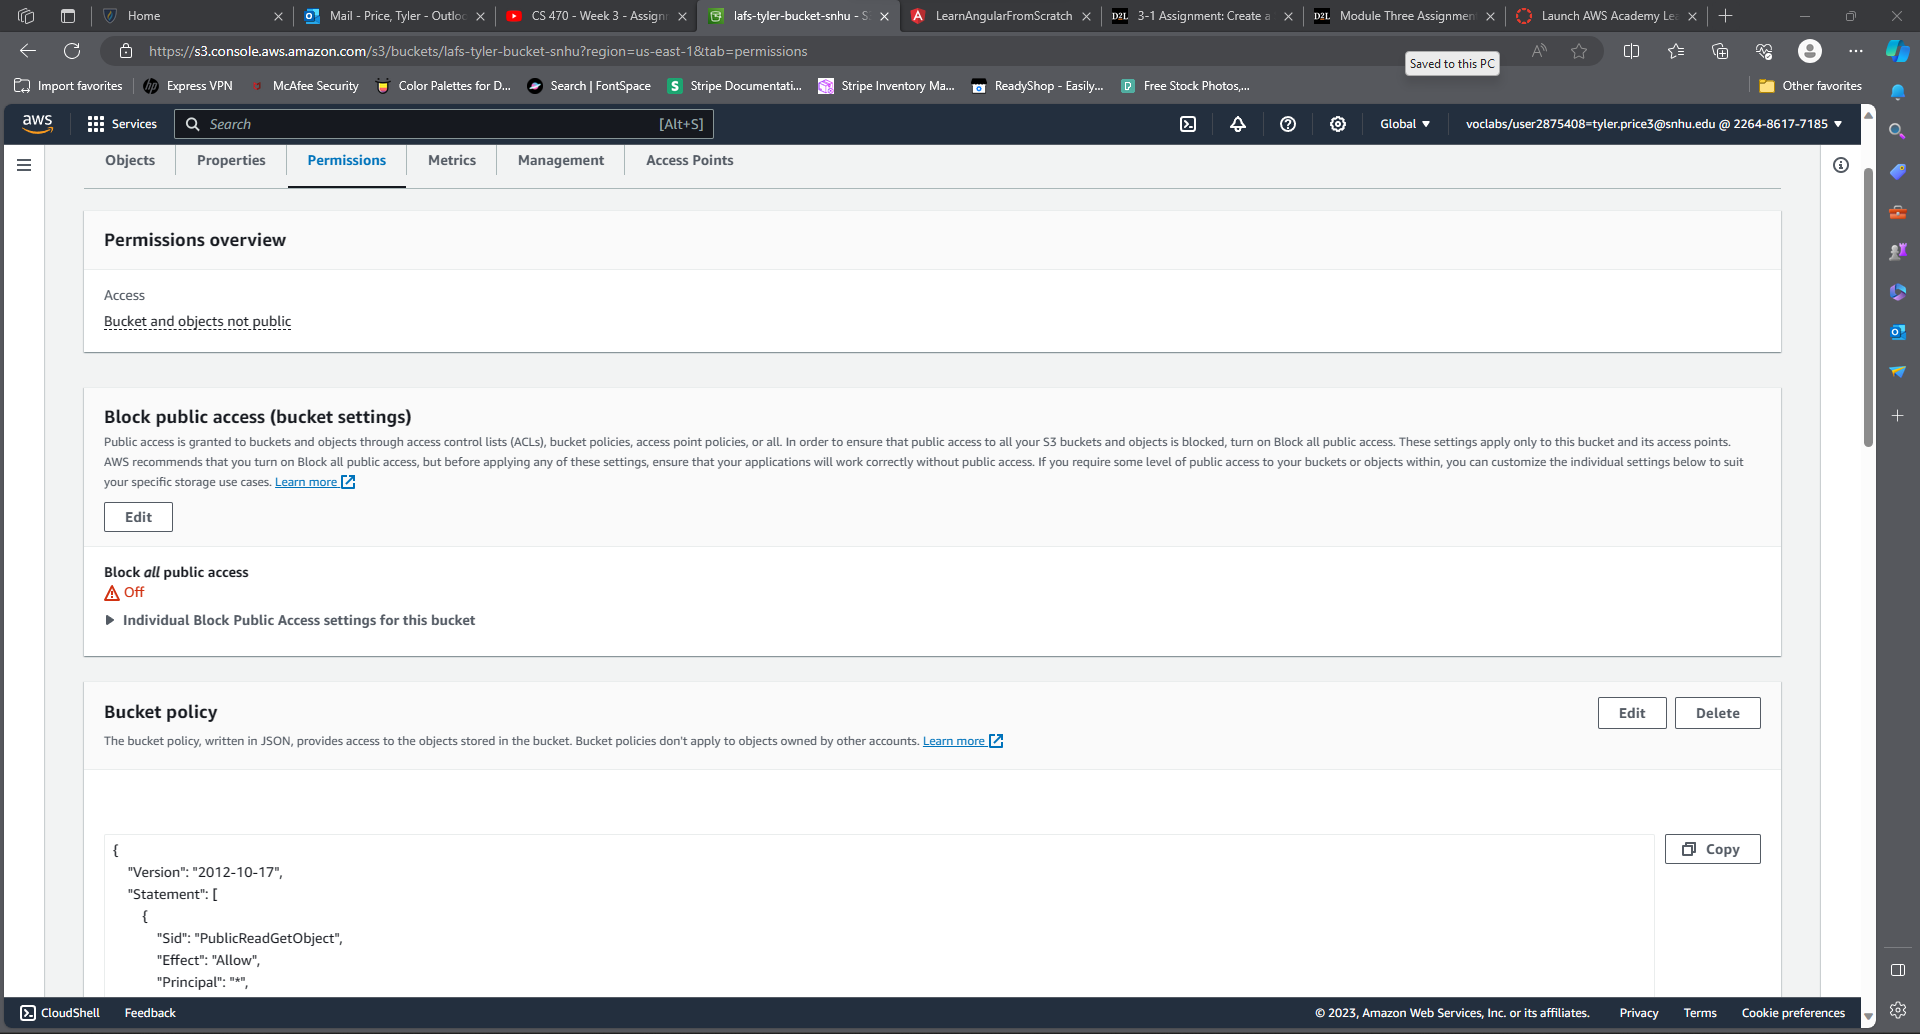 Home
Mail - Price, Tyler - Outloo
CS 470 - Week 3 - Assignm
lafs-tyler-bucket-snhu - S3
LearnAngularFromScratch
D2L 3-1 Assignment: Create a
D2L Module Three Assignment
Launch AWS Academy Lea
https://s3.console.aws.amazon.com/s3/buckets/lafs-tyler-bucket-snhu?region=us-east-1&tab=permissions
Saved to this PC
Import favorites
Express VPN
McAfee Security
Color Palettes for D...
Search | FontSpace
Stripe Documentati...
Stripe Inventory Ma...
ReadyShop - Easily,...
Free Stock Photos,...
Other favorites
aws
Services
Search
[Alt+S]
Global
voclabs/user2875408=tyler.price3@snhu.edu @ 2264-8617-7185
Objects
Properties
Permissions
Metrics
Management
Access Points
Permissions overview
Access
Bucket and objects not public
Block public access (bucket settings)
Public access is granted to buckets and objects through access control lists (ACLs), bucket policies, access point policies, or all. In order to ensure that public access to all your S3 buckets and objects is blocked, turn on Block all public access. These settings apply only to this bucket and its access points.
AWS recommends that you turn on Block all public access, but before applying any of these settings, ensure that your applications will work correctly without public access. If you require some level of public access to your buckets or objects within, you can customize the individual settings below to suit
your specific storage use cases. Learn more
Edit
Block all public access
Off
Individual Block Public Access settings for this bucket
Bucket policy
Edit
Delete
The bucket policy, written in JSON, provides access to the objects stored in the bucket. Bucket policies don't apply to objects owned by other accounts. Learn more
Copy
{
"Version": "2012-10-17",
"Statement": [
{
"Sid": "PublicReadGetObject",
"Effect": "Allow",
"Principal": "*",
CloudShell
Feedback
© 2023, Amazon Web Services, Inc. or its affiliates.
Privacy
Terms
Cookie preferences